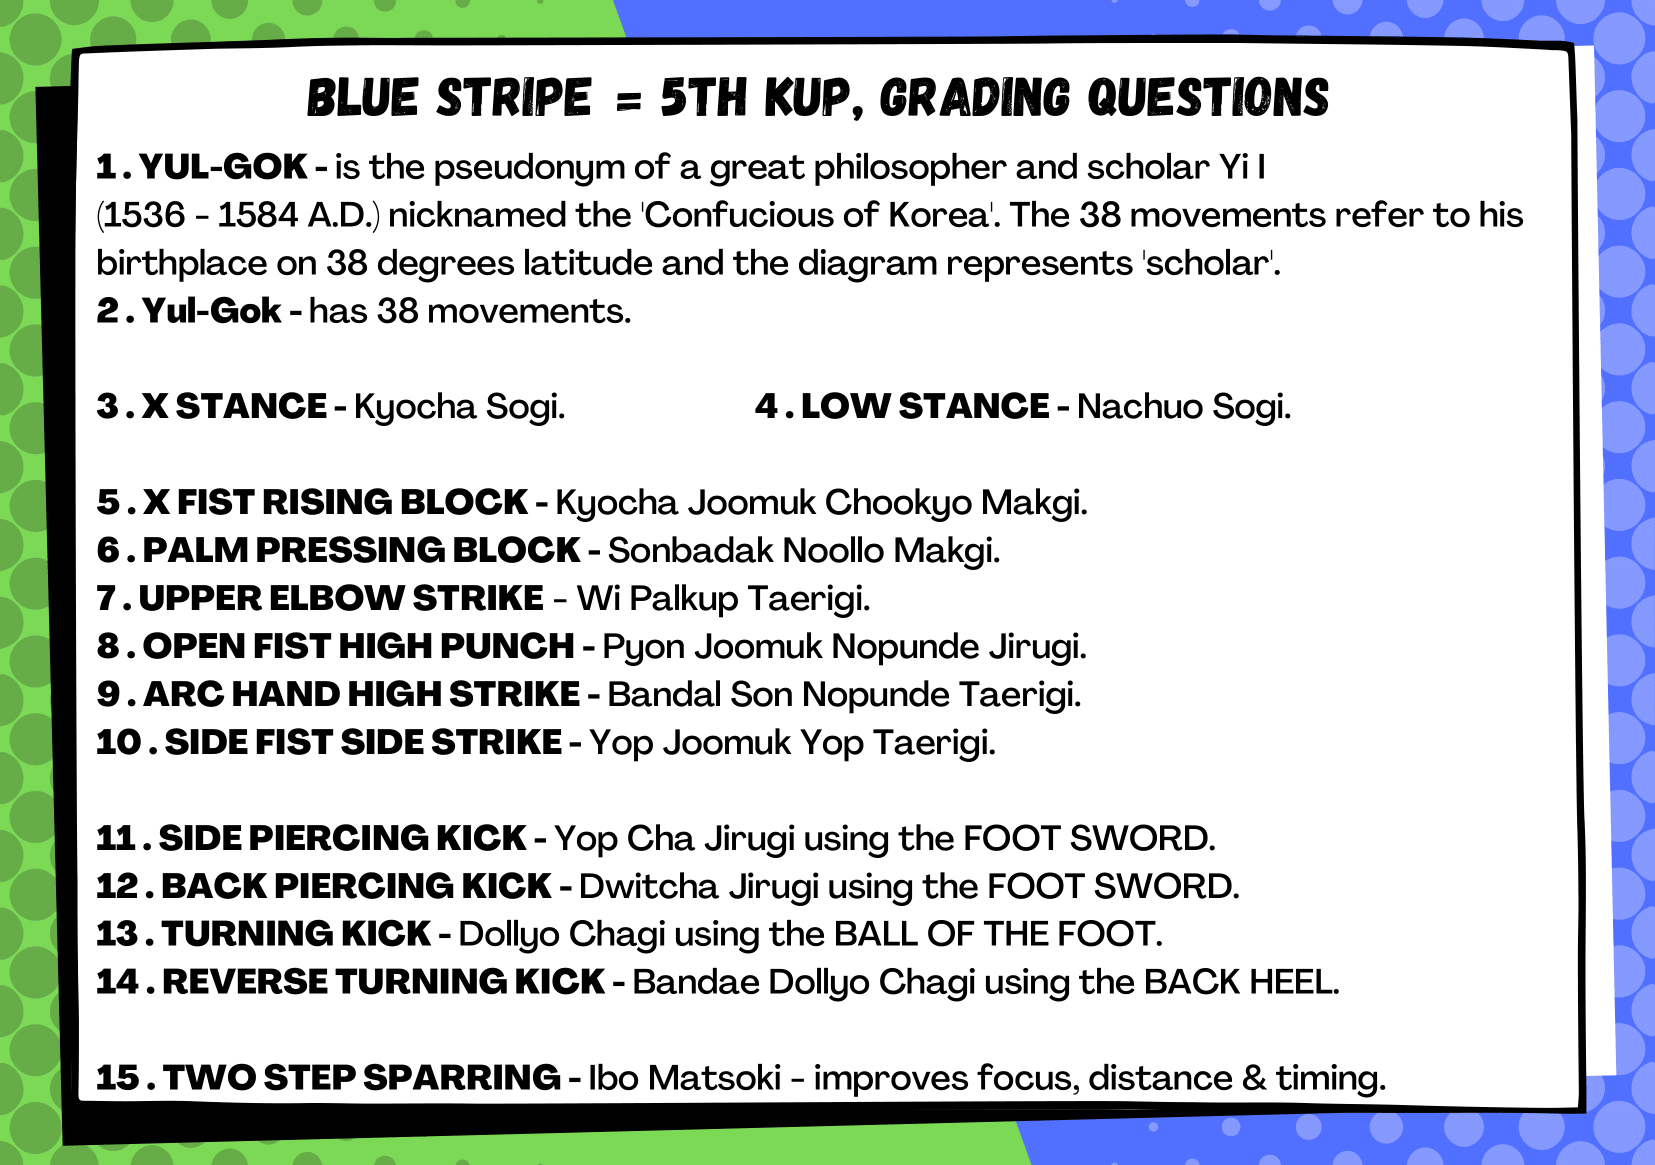 BLUE STRIPE = 5TH KUP, GRADING QUESTIONS
1 . YUL-GOK - is the pseudonym of a great philosopher and scholar Yi I
(1536 - 1584 A.D.) nicknamed the 'Confucious of Korea'. The 38 movements refer to his
birthplace on 38 degrees latitude and the diagram represents 'scholar'.
2 . Yul-Gok - has 38 movements.
3 . X STANCE - Kyocha Sogi. 4 . LOW STANCE - Nachuo Sogi.
5 . X FIST RISING BLOCK - Kyocha Joomuk Chookyo Makgi.
6 . PALM PRESSING BLOCK - Sonbadak Noollo Makgi.
7 . UPPER ELBOW STRIKE - Wi Palkup Taerigi.
8 . OPEN FIST HIGH PUNCH - Pyon Joomuk Nopunde Jirugi.
9 . ARC HAND HIGH STRIKE - Bandal Son Nopunde Taerigi.
10 . SIDE FIST SIDE STRIKE - Yop Joomuk Yop Taerigi.
11 . SIDE PIERCING KICK - Yop Cha Jirugi using the FOOT SWORD.
12 . BACK PIERCING KICK - Dwitcha Jirugi using the FOOT SWORD.
13 . TURNING KICK - Dollyo Chagi using the BALL OF THE FOOT.
14 . REVERSE TURNING KICK - Bandae Dollyo Chagi using the BACK HEEL.
15 . TWO STEP SPARRING - Ibo Matsoki - improves focus, distance & timing.